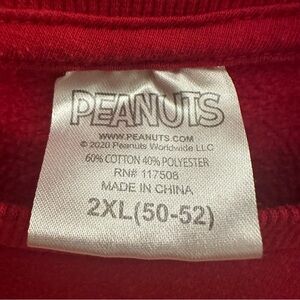 PEANUTS
WWW.PEANUTS.COM
© 2020 Peanuts Worldwide LLC
60% COTTON 40% POLYESTER
RN# 117508
MADE IN CHINA
2XL(50-52)